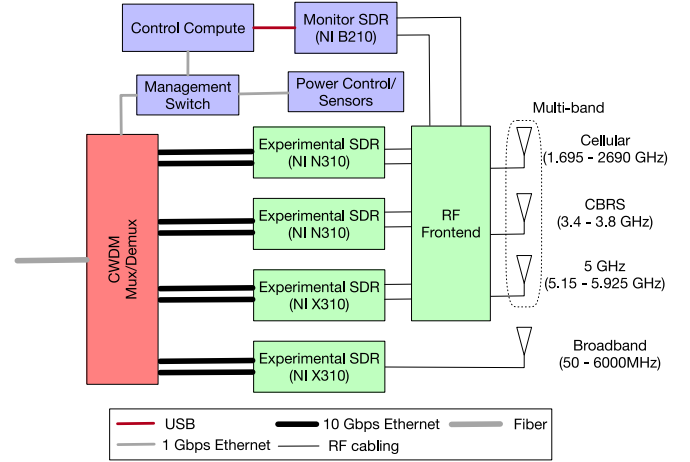 Control Compute
Monitor SDR
(NI B210)
Management
Switch
Power Control/
Sensors
Multi-band
CWDM
Mux/Demux
Experimental SDR
(NI N310)
Experimental SDR
(NI N310)
Experimental SDR
(NI X310)
Experimental SDR
(NI X310)
RF
Frontend
Cellular
(1.695 - 2690 GHz)
CBRS
(3.4 - 3.8 GHz)
5 GHz
(5.15 - 5.925 GHz)
Broadband
(50 - 6000MHz)
USB
10 Gbps Ethernet
Fiber
1 Gbps Ethernet
RF cabling